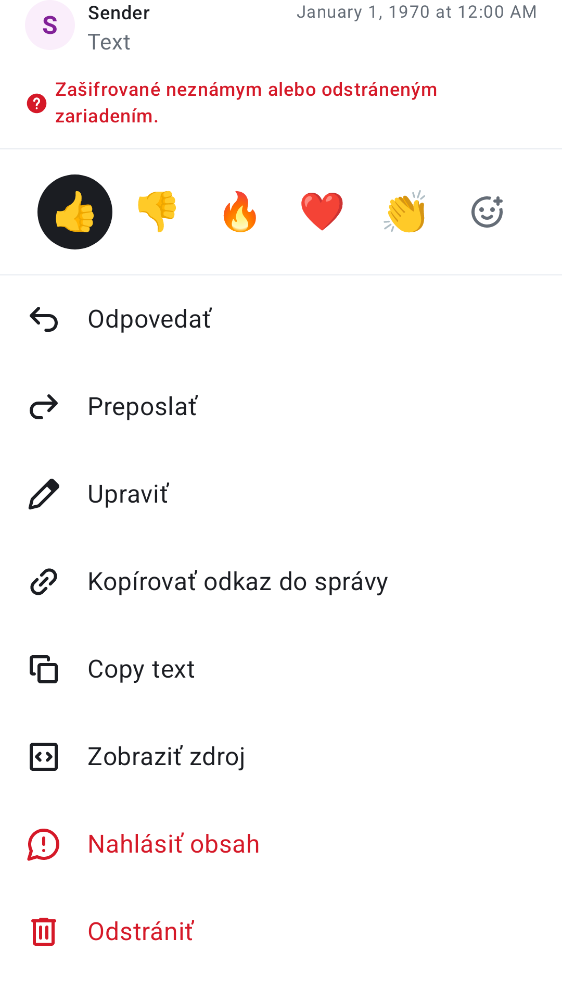 S
Sender
January 1, 1970 at 12:00 AM
Text
Zašifrované neznámym alebo odstráneným
zariadením.
Odpovedať
Preposlať
Upraviť
Kopírovať odkaz do správy
Copy text
Zobraziť zdroj
Nahlásiť obsah
Odstrániť